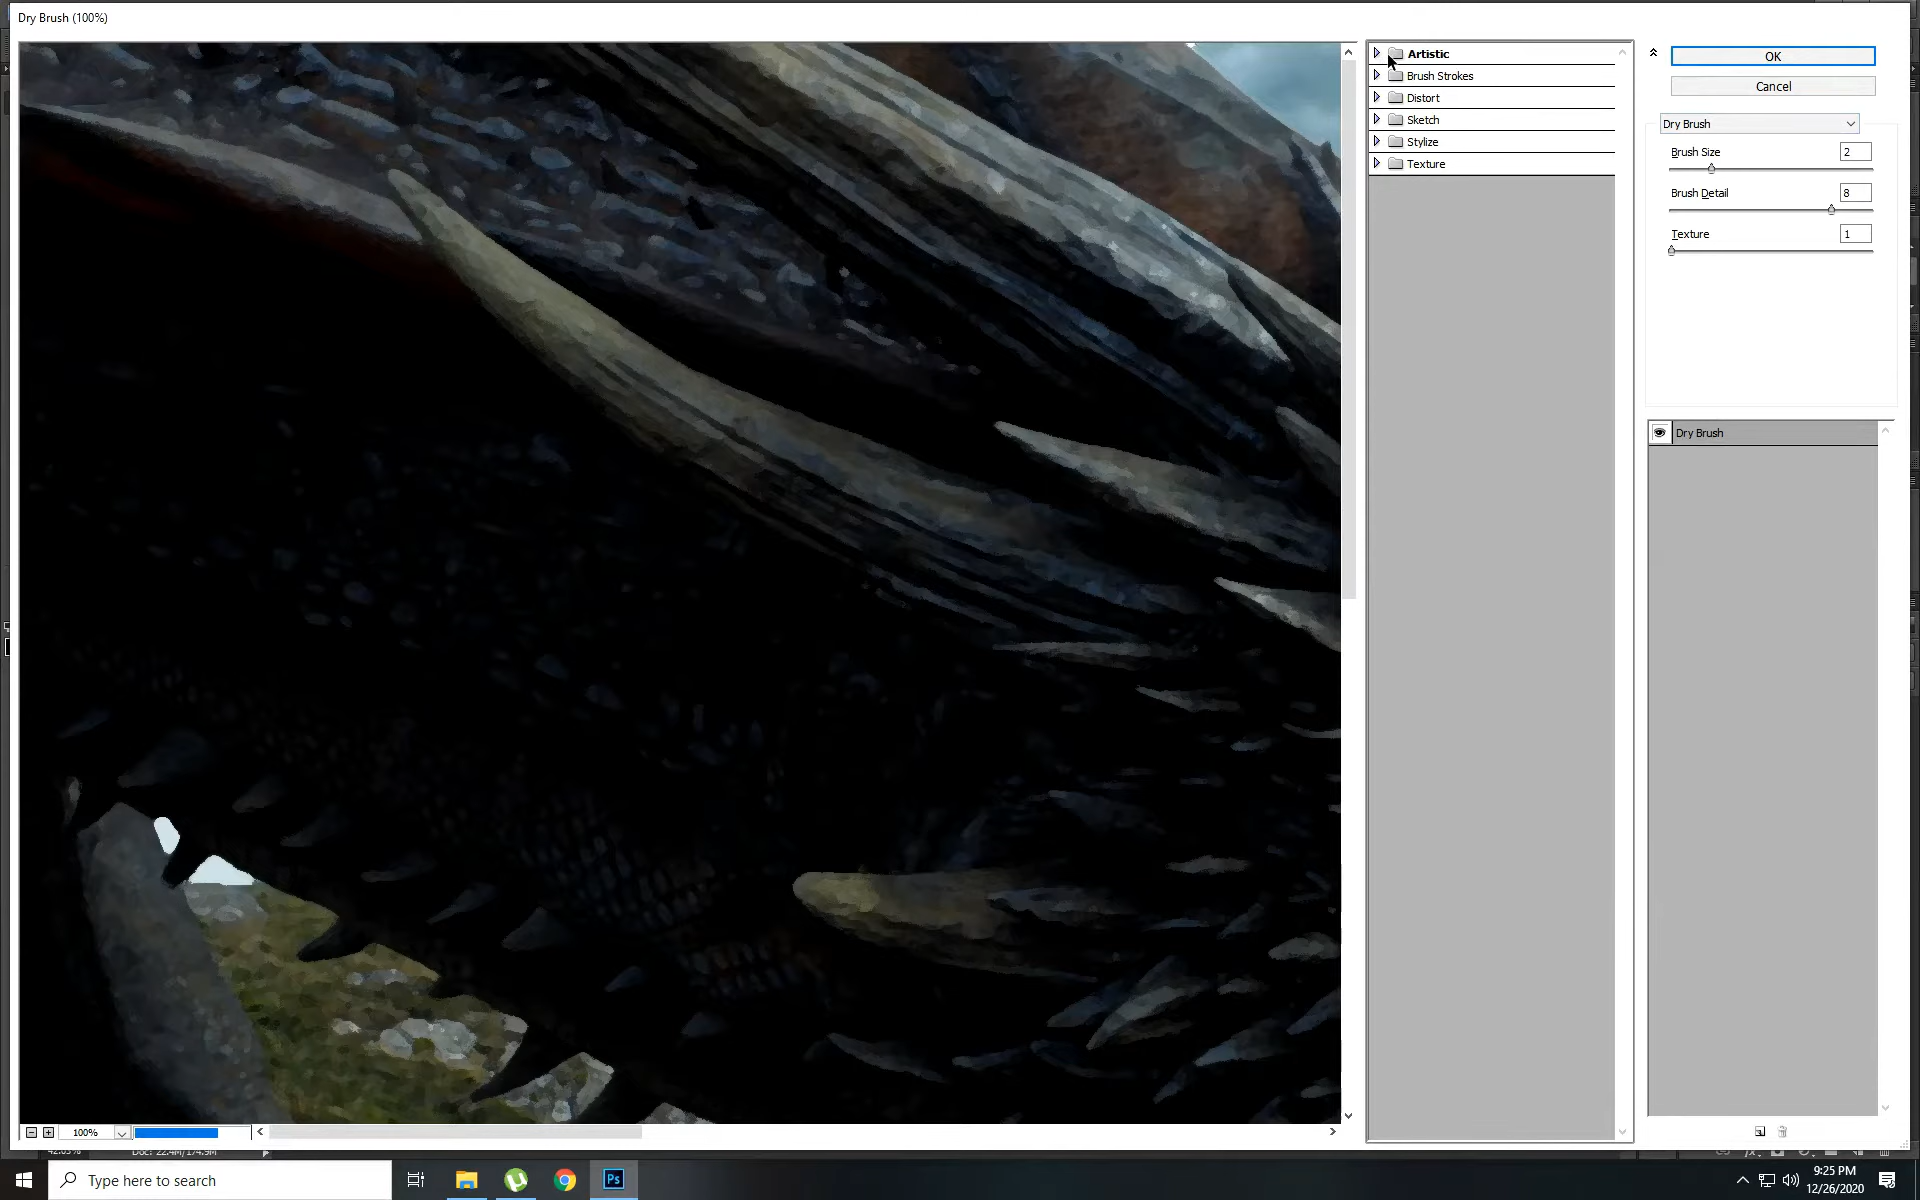 Dry Brush (100%)
Artistic
Brush Strokes
Distort
Sketch
Stylize
Texture
OK
Cancel
Dry Brush
Brush Size
2
Brush Detail
8
Texture
1
Dry Brush
100%
Type here to search
Ps
9:25 PM
12/26/2020